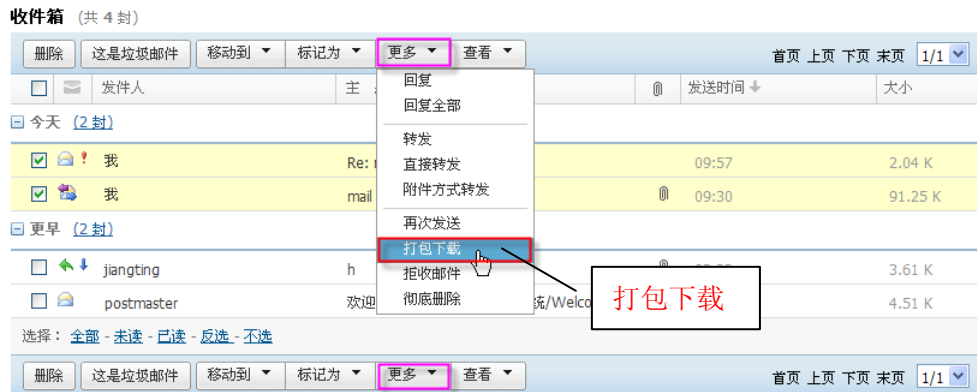 收件箱 (共 4 封)
删除 这是垃圾邮件 移动到 标记为 更多 查看 首页 上页 下页 末页 1/1
发件人 主 发送时间 大小
回复
回复全部
今天 (2 封)
转发
我 Re: 09:57 2.04 K
直接转发
附件方式转发
我 mail 09:30 91.25 K
再次发送
更早 (2 封)
打包下载
jiangting h 3.61 K
拒收邮件
打包下载
彻底删除
postmaster 欢迎 统/Welco 4.51 K
选择： 全部 - 未读 - 已读 - 反选 - 不选
删除 这是垃圾邮件 移动到 标记为 更多 查看 首页 上页 下页 末页 1/1